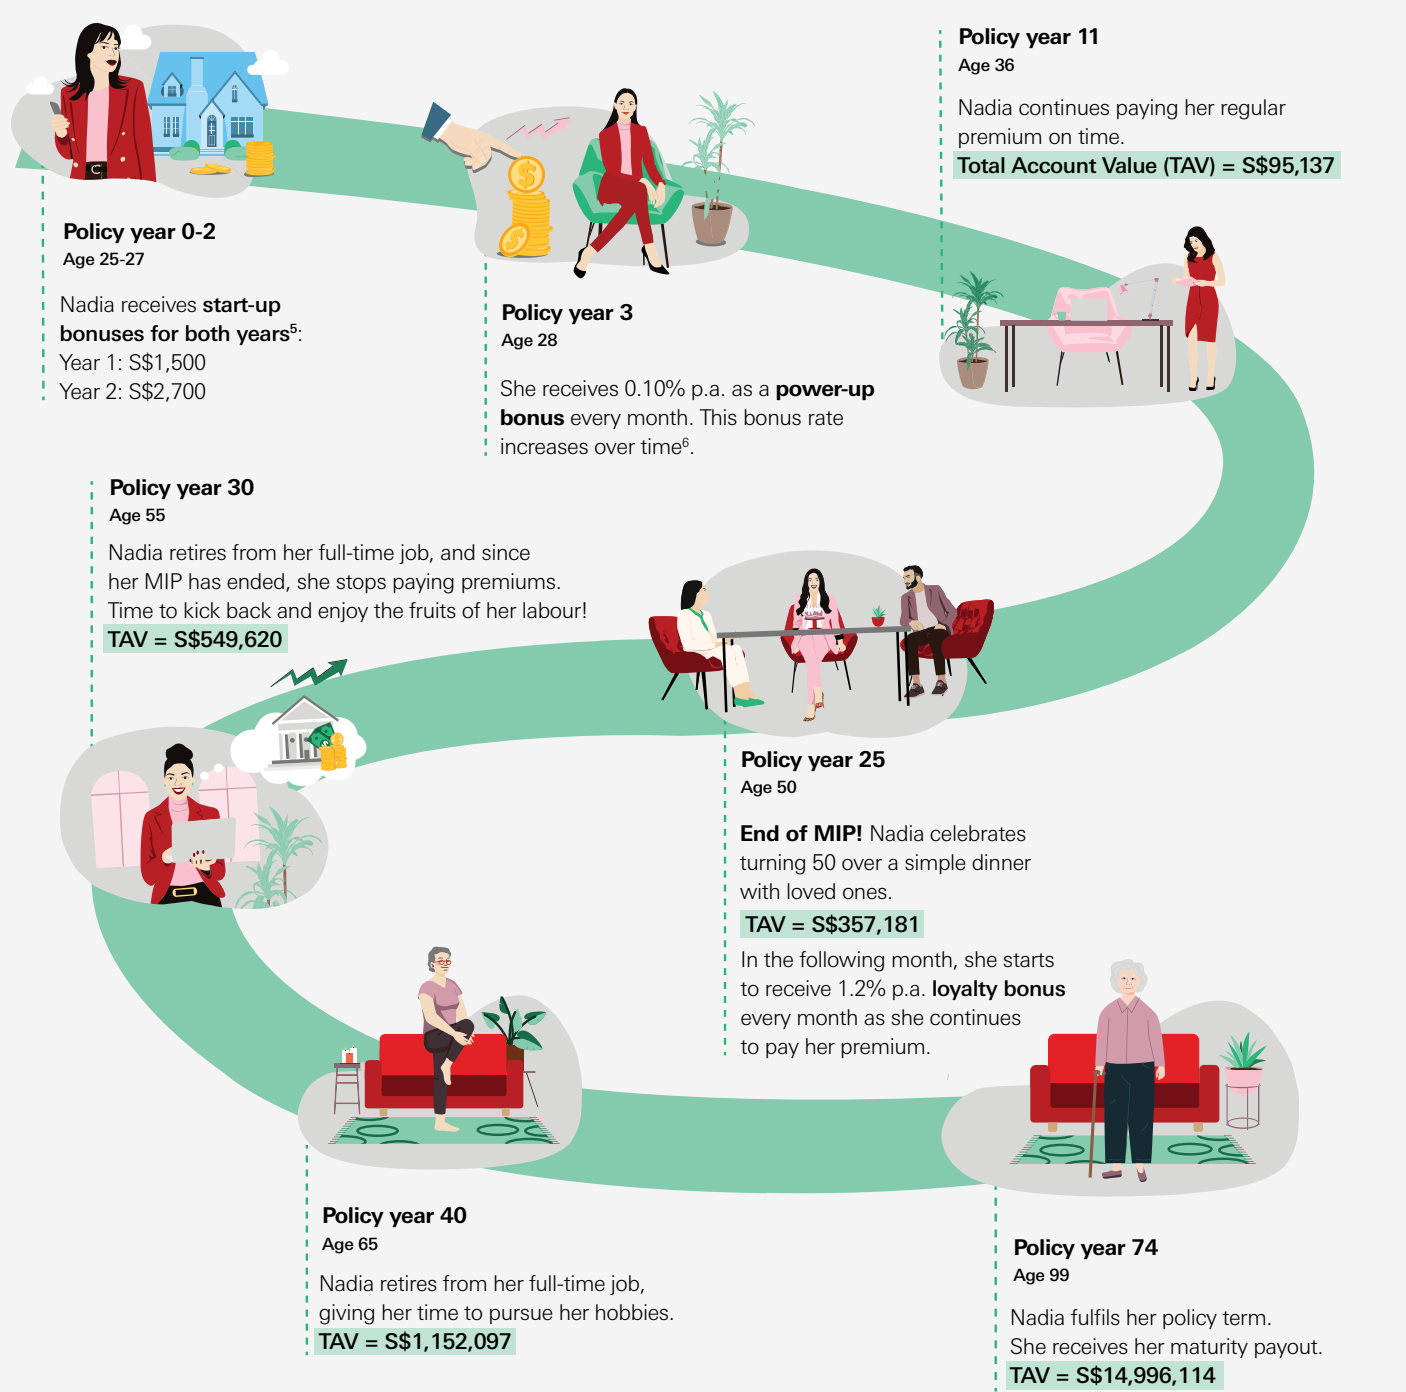 Policy year 0-2
Age 25-27
Nadia receives start-up
bonuses for both years⁵:
Year 1: S$1,500
Year 2: S$2,700
Policy year 3
Age 28
She receives 0.10% p.a. as a power-up
bonus every month. This bonus rate
increases over time⁶.
Policy year 11
Age 36
Nadia continues paying her regular
premium on time.
Total Account Value (TAV) = S$95,137
Policy year 25
Age 50
End of MIP! Nadia celebrates
turning 50 over a simple dinner
with loved ones.
TAV = S$357,181
In the following month, she starts
to receive 1.2% p.a. loyalty bonus
every month as she continues
to pay her premium.
Policy year 30
Age 55
Nadia retires from her full-time job, and since
her MIP has ended, she stops paying premiums.
Time to kick back and enjoy the fruits of her labour!
TAV = S$549,620
Policy year 40
Age 65
Nadia retires from her full-time job,
giving her time to pursue her hobbies.
TAV = S$1,152,097
Policy year 74
Age 99
Nadia fulfils her policy term.
She receives her maturity payout.
TAV = S$14,996,114